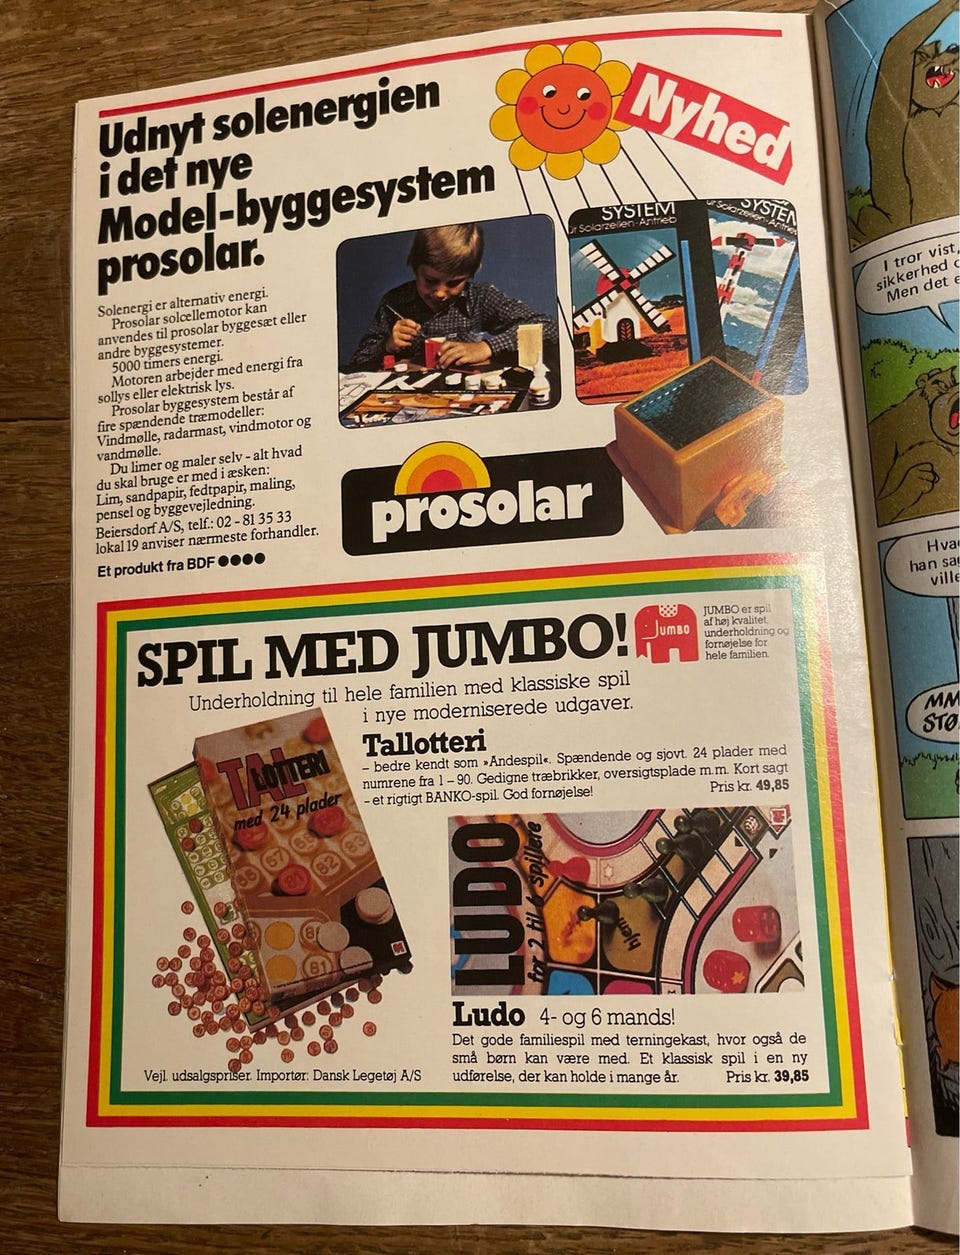 Udnyt solenergien
i det nye
Model-byggesystem
prosolar.
Nyhed
Solenergi er alternativ energi.
Prosolar solcellemotor kan
anvendes til prosolar byggesæt eller
andre byggesystemer.
5000 timers energi.
Motoren arbejder med energi fra
sollys eller elektrisk lys.
Prosolar byggesystem består af
fire spændende træmodeller:
Vindmølle, radarmast, vindmotor og
vandmølle.
Du limer og maler selv - alt hvad
du skal bruge er med i æsken:
Lim, sandpapir, fedtpapir, maling,
pensel og byggevejledning.
Beiersdorf A/S, telf.: 02 - 81 35 33
lokal 19 anviser nærmeste forhandler.
Et produkt fra BDF ●●●●
SYSTEM
ür Solarzellen-Antrieb
SYSTEM
für Solarzellen-Antrie
prosolar
SPIL MED JUMBO!
JUMBO
JUMBO er spil
af høj kvalitet,
underholdning og
fornøjelse for
hele familien.
Underholdning til hele familien med klassiske spil
i nye moderniserede udgaver.
Tallotteri
– bedre kendt som »Andespil«. Spændende og sjovt. 24 plader med
numrene fra 1 – 90. Gedigne træbrikker, oversigtsplade m.m. Kort sagt
– et rigtigt BANKO-spil. God fornøjelse! Pris kr. 49,85
TAL
LOTTERI
med 24 plader
81
LUDO
for 2 til 6 spillere
hjem
Ludo 4- og 6 mands!
Det gode familiespil med terningekast, hvor også de
små børn kan være med. Et klassisk spil i en ny
udførelse, der kan holde i mange år. Pris kr. 39,85
Vejl. udsalgspriser. Importør: Dansk Legetøj A/S
I tror vist,
sikkerhed
Men det e
Hva
han sa
ville
MM
STØ